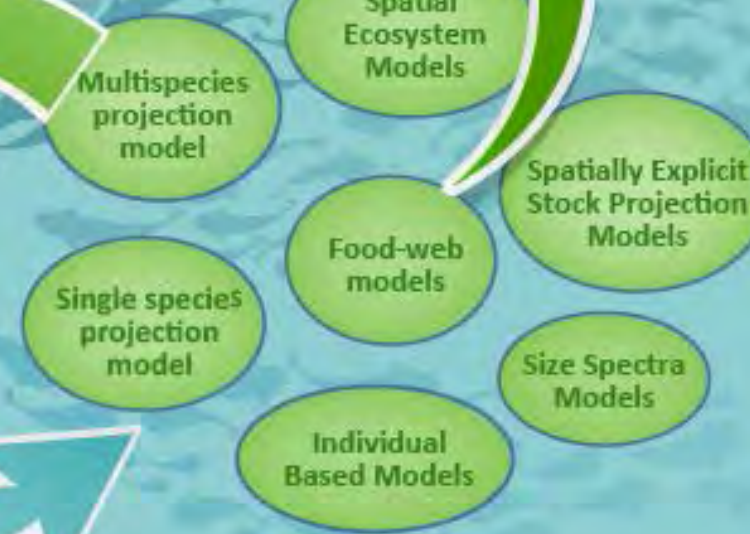 Spatial
Ecosystem
Models
Multispecies
projection
model
Spatially Explicit
Stock Projection
Models
Food-web
models
Single species
projection
model
Size Spectra
Models
Individual
Based Models